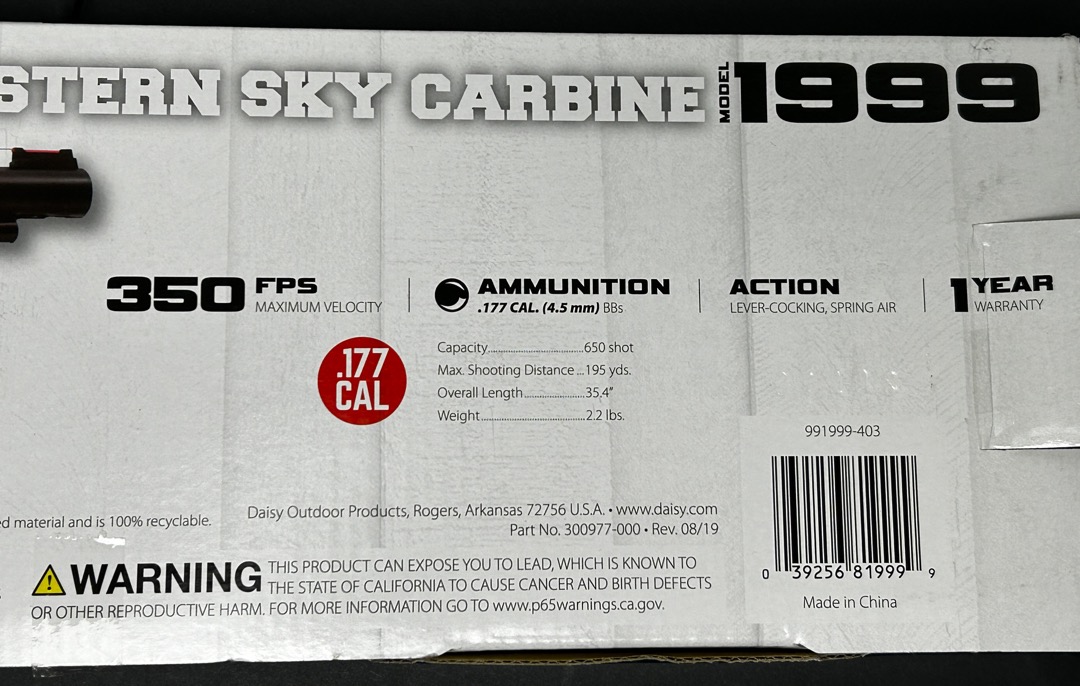 STERN SKY CARBINE MODEL 1999
350 FPS MAXIMUM VELOCITY
AMMUNITION
.177 CAL. (4.5 mm) BBs
ACTION
LEVER-COCKING, SPRING AIR
1 YEAR WARRANTY
.177
CAL
Capacity..............................650 shot
Max. Shooting Distance ...195 yds.
Overall Length...................35.4"
Weight................................2.2 lbs.
991999-403
ed material and is 100% recyclable.
Daisy Outdoor Products, Rogers, Arkansas 72756 U.S.A. • www.daisy.com
Part No. 300977-000 • Rev. 08/19
WARNING THIS PRODUCT CAN EXPOSE YOU TO LEAD, WHICH IS KNOWN TO
THE STATE OF CALIFORNIA TO CAUSE CANCER AND BIRTH DEFECTS
OR OTHER REPRODUCTIVE HARM. FOR MORE INFORMATION GO TO www.p65warnings.ca.gov.
0 39256 81999 9
Made in China